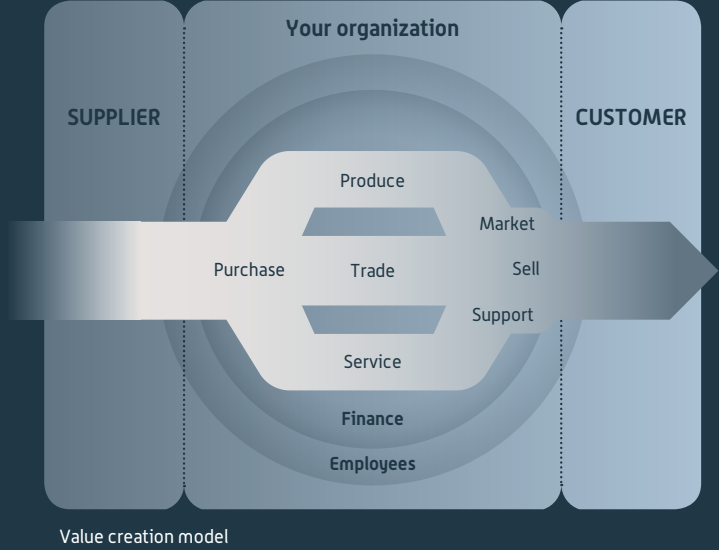 Your organization
SUPPLIER
CUSTOMER
Produce
Market
Purchase
Trade
Sell
Support
Service
Finance
Employees
Value creation model